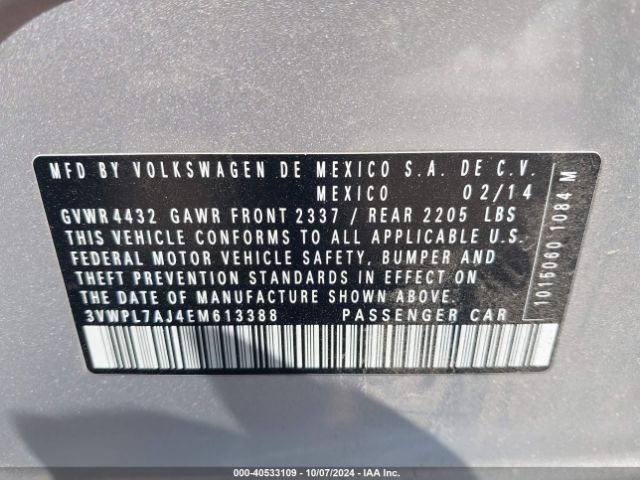 MFD BY VOLKSWAGEN DE MEXICO S.A. DE C.V.
MEXICO 02/14
GVWR 4432 GAWR FRONT 2337 / REAR 2205 LBS
THIS VEHICLE CONFORMS TO ALL APPLICABLE U.S.
FEDERAL MOTOR VEHICLE SAFETY, BUMPER AND
THEFT PREVENTION STANDARDS IN EFFECT ON
THE DATE OF MANUFACTURE SHOWN ABOVE.
3VWPL7AJ4EM613388 PASSENGER CAR
1015060 1084 M
000-40533109 - 10/07/2024 - IAA Inc.